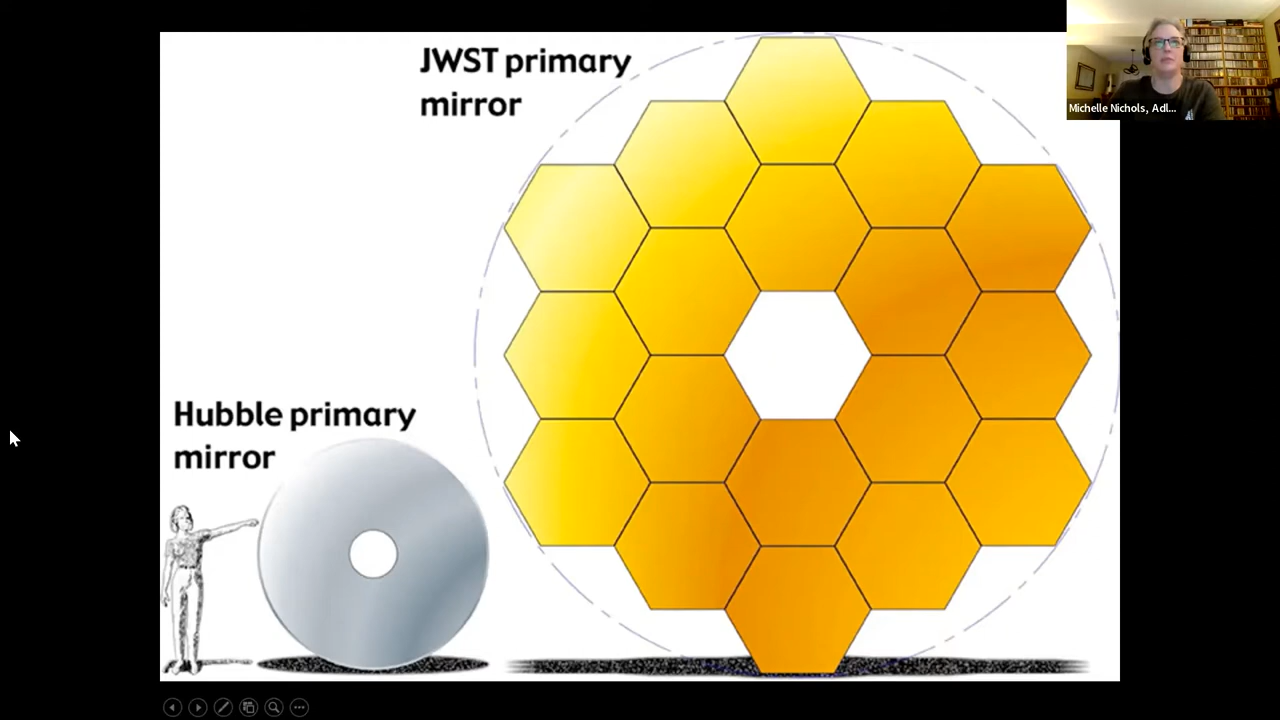 JWST primary
mirror
Michelle Nichols, Adl...
Hubble primary
mirror